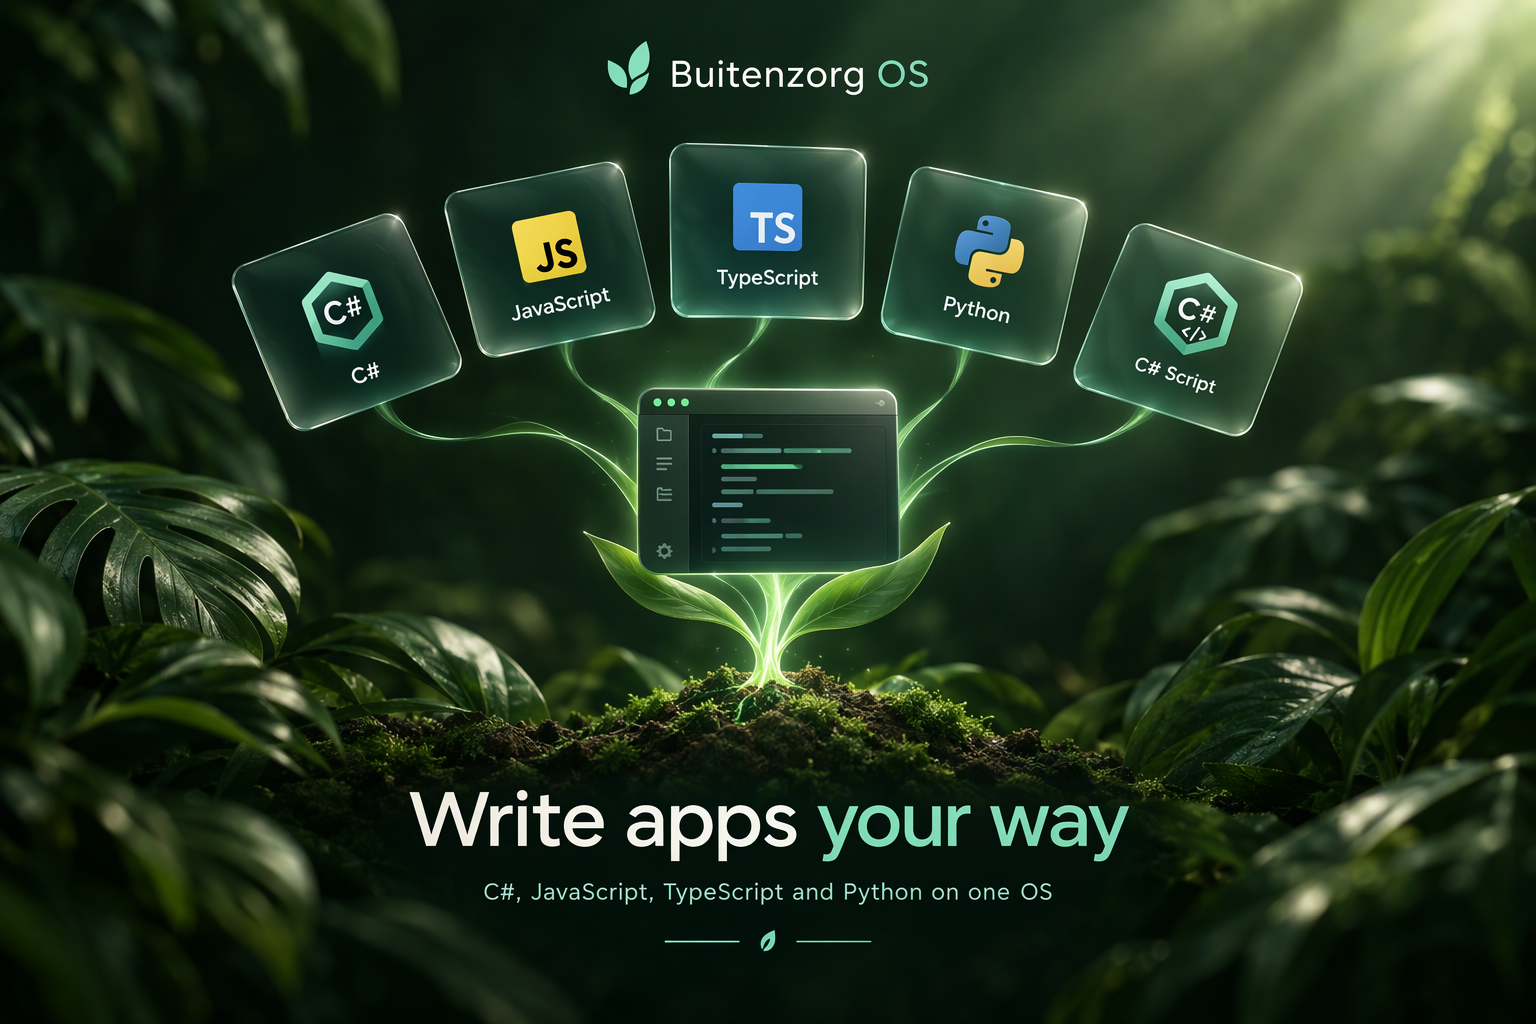 Buitenzorg OS
C#
C#
JS
JavaScript
TS
TypeScript
Python
C#
</>
C# Script
Write apps your way
C#, JavaScript, TypeScript and Python on one OS